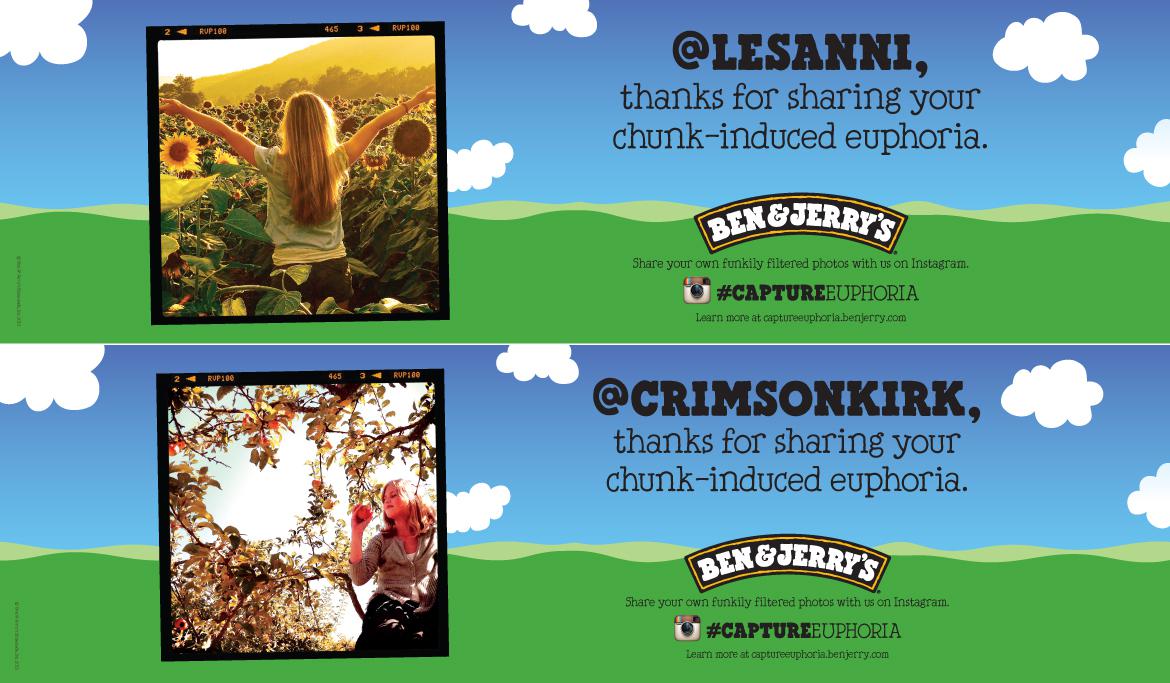 2 ◄ RVP100 465 3 ◄ RVP100
@LESANNI,
thanks for sharing your
chunk-induced euphoria.
BEN & JERRY'S
Share your own funkily filtered photos with us on Instagram.
#CAPTUREEUPHORIA
Learn more at captureeuphoria.benjerry.com
2 ◄ RVP100 465 3 ◄ RVP100
@CRIMSONKIRK,
thanks for sharing your
chunk-induced euphoria.
BEN & JERRY'S
Share your own funkily filtered photos with us on Instagram.
#CAPTUREEUPHORIA
Learn more at captureeuphoria.benjerry.com